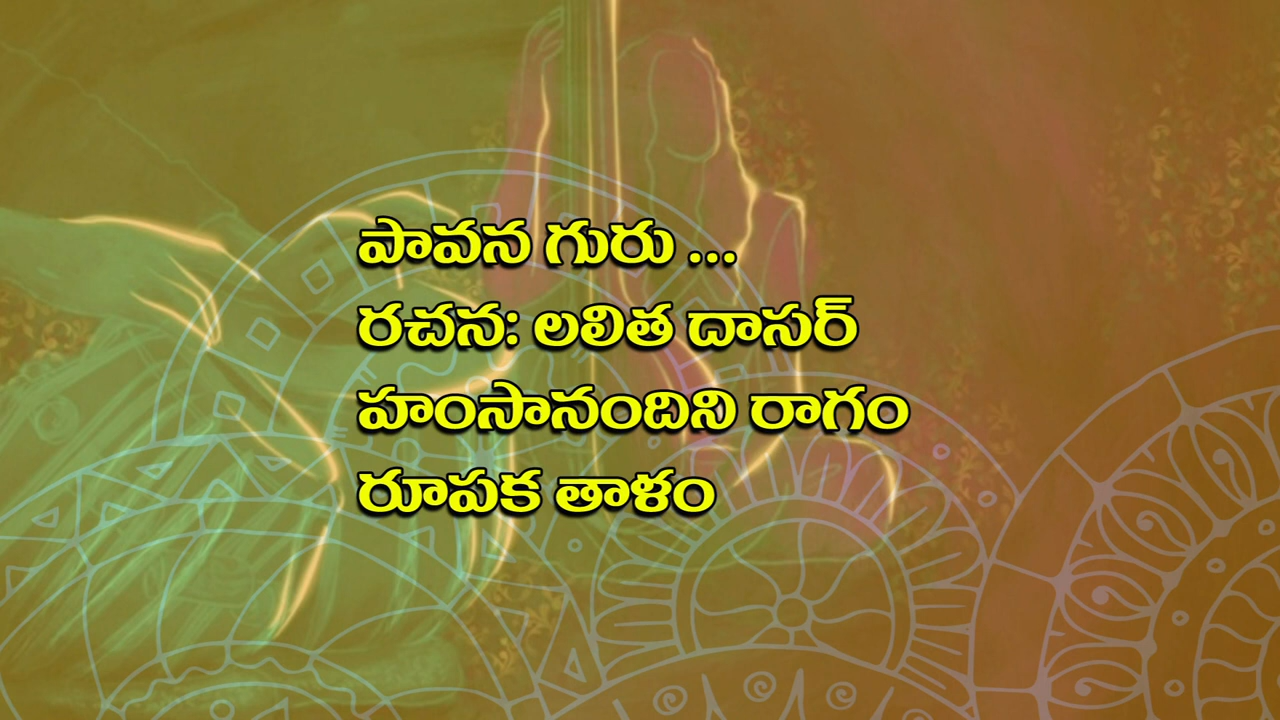 పావన గురు ...
రచన: లలిత దాసర్
హంసానందిని రాగం
రూపక తాళం